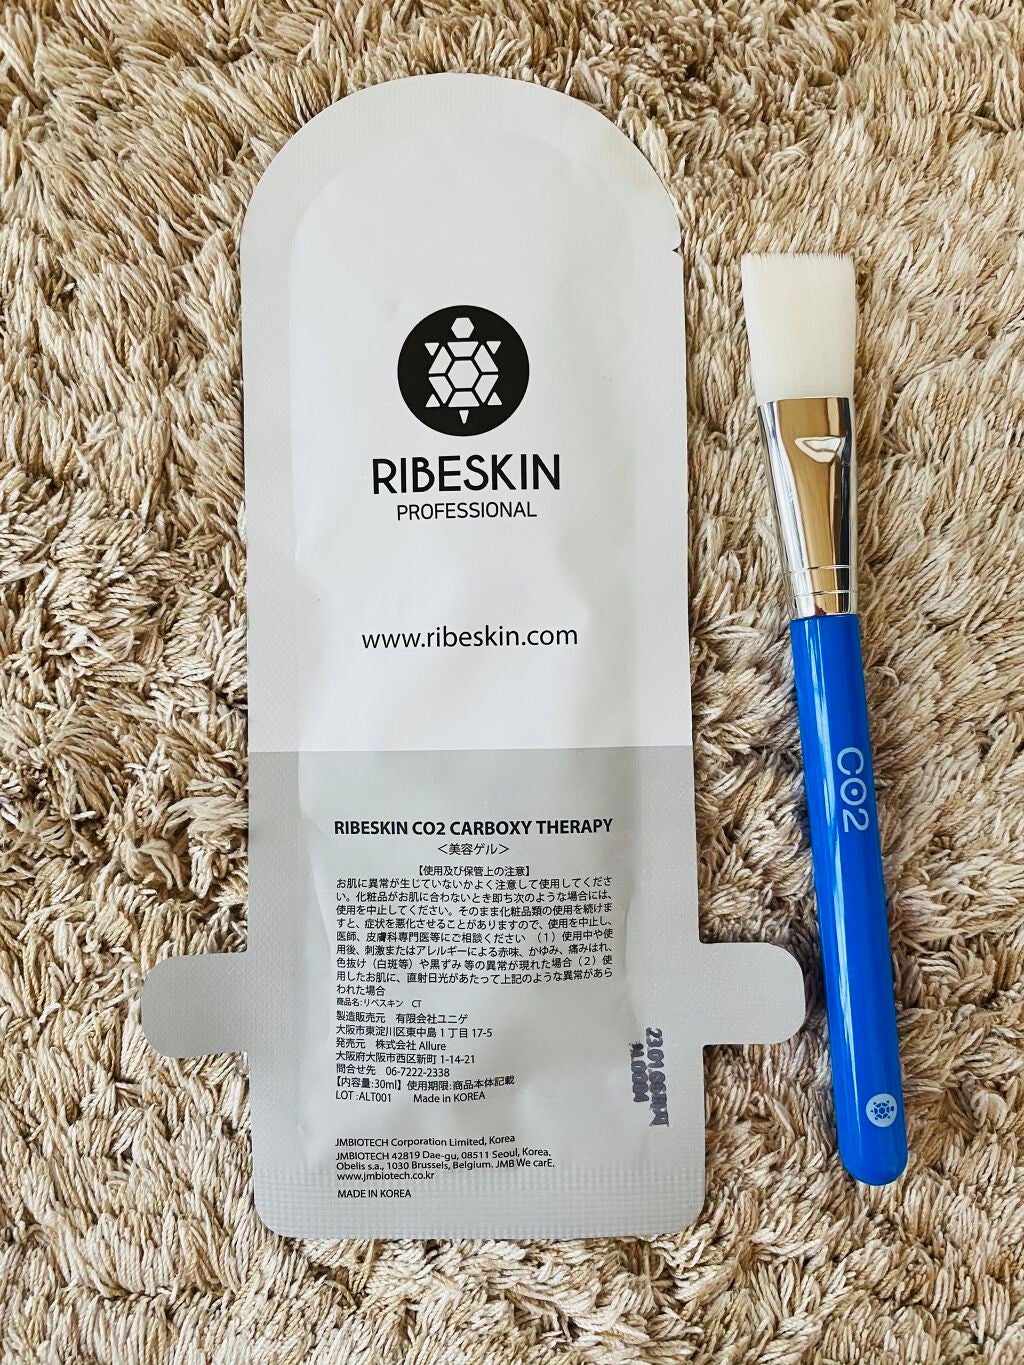 RIBESKIN
PROFESSIONAL
www.ribeskin.com
RIBESKIN CO2 CARBOXY THERAPY
＜美容ゲル＞
【使用及び保管上の注意】
お肌に異常が生じていないかよく注意して使用してくださ
い。化粧品がお肌に合わないとき即ち次のような場合には、
使用を中止してください。そのまま化粧品類の使用を続けま
すと、症状を悪化させることがありますので、使用を中止し、
医師、皮膚科専門医等にご相談ください （1）使用中や使
用後、刺激またはアレルギーによる赤味、かゆみ、痛みはれ、
色抜け（白斑等）や黒ずみ 等の異常が現れた場合（2）使
用したお肌に、直射日光があたって上記のような異常があら
われた場合
商品名：リベスキン　CT
製造販売元　有限会社ユニゲ
大阪市東淀川区東中島 1 丁目 17-5
発売元　株式会社 Allure
大阪府大阪市西区新町 1-14-21
問合せ先　06-7222-2338
【内容量:30ml】使用期限:商品本体記載
LOT :ALT001　Made in KOREA
JMBIOTECH Corporation Limited, Korea
JMBIOTECH 42819 Dae-gu, 08511 Seoul, Korea.
Obelis s.a., 1030 Brussels, Belgium. JMB We carE.
www.jmbiotech.co.kr
MADE IN KOREA
CO2